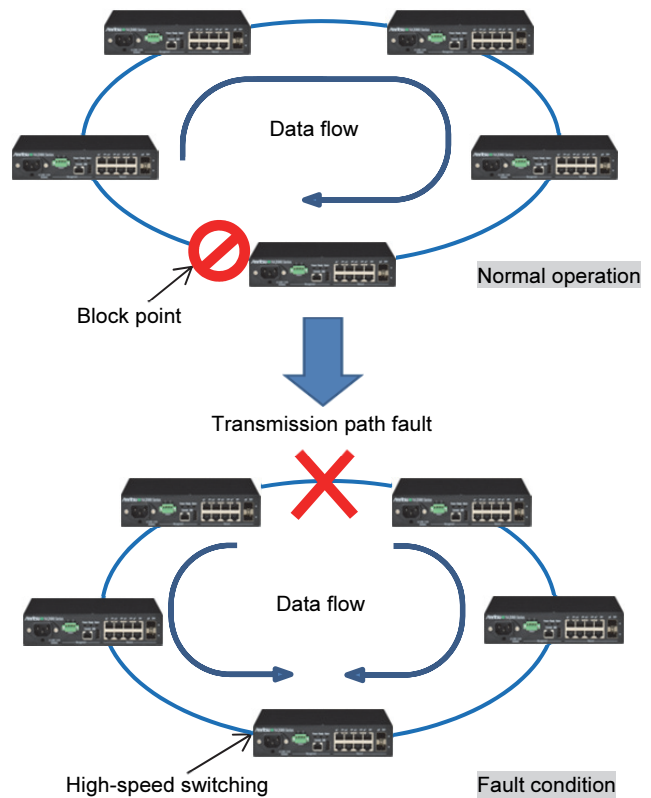 Data flow
Normal operation
Block point
Transmission path fault
Data flow
High-speed switching
Fault condition